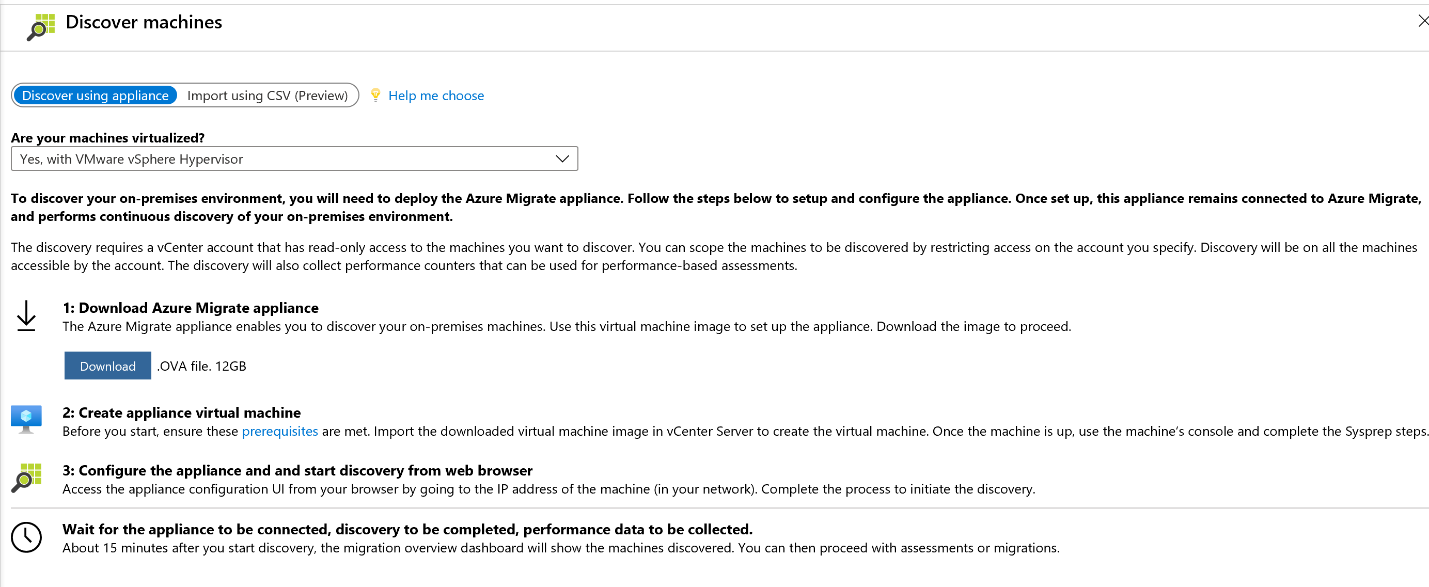 Discover machines
Discover using appliance Import using CSV (Preview) Help me choose
Are your machines virtualized?
Yes, with VMware vSphere Hypervisor
To discover your on-premises environment, you will need to deploy the Azure Migrate appliance. Follow the steps below to setup and configure the appliance. Once set up, this appliance remains connected to Azure Migrate,
and performs continuous discovery of your on-premises environment.
The discovery requires a vCenter account that has read-only access to the machines you want to discover. You can scope the machines to be discovered by restricting access on the account you specify. Discovery will be on all the machines
accessible by the account. The discovery will also collect performance counters that can be used for performance-based assessments.
1: Download Azure Migrate appliance
The Azure Migrate appliance enables you to discover your on-premises machines. Use this virtual machine image to set up the appliance. Download the image to proceed.
Download .OVA file. 12GB
2: Create appliance virtual machine
Before you start, ensure these prerequisites are met. Import the downloaded virtual machine image in vCenter Server to create the virtual machine. Once the machine is up, use the machine's console and complete the Sysprep steps.
3: Configure the appliance and and start discovery from web browser
Access the appliance configuration UI from your browser by going to the IP address of the machine (in your network). Complete the process to initiate the discovery.
Wait for the appliance to be connected, discovery to be completed, performance data to be collected.
About 15 minutes after you start discovery, the migration overview dashboard will show the machines discovered. You can then proceed with assessments or migrations.